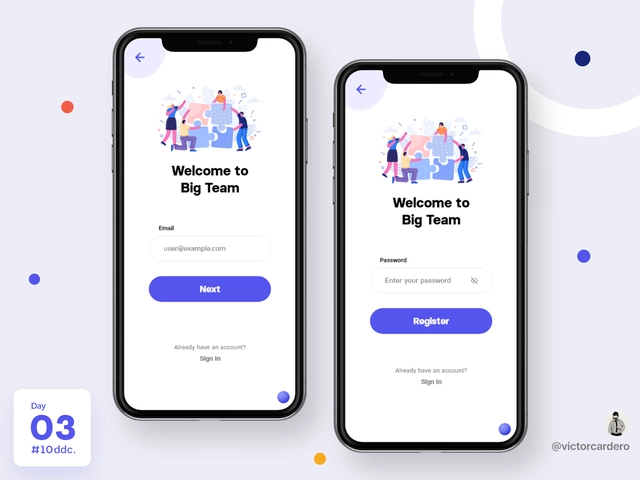 Welcome to
Big Team
Email
user@example.com
Next
Already have an account?
Sign In
Welcome to
Big Team
Password
Enter your password
Register
Already have an account?
Sign In
Day
03
#10ddc.
@victorcardero